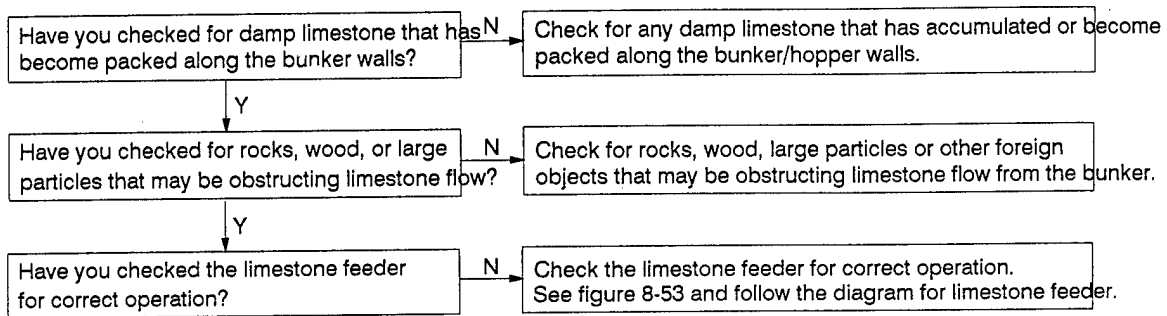 Have you checked for damp limestone that has
become packed along the bunker walls?
N
Check for any damp limestone that has accumulated or become
packed along the bunker/hopper walls.
Y
Have you checked for rocks, wood, or large
particles that may be obstructing limestone flow?
N
Check for rocks, wood, large particles or other foreign
objects that may be obstructing limestone flow from the bunker.
Y
Have you checked the limestone feeder
for correct operation?
N
Check the limestone feeder for correct operation.
See figure 8-53 and follow the diagram for limestone feeder.